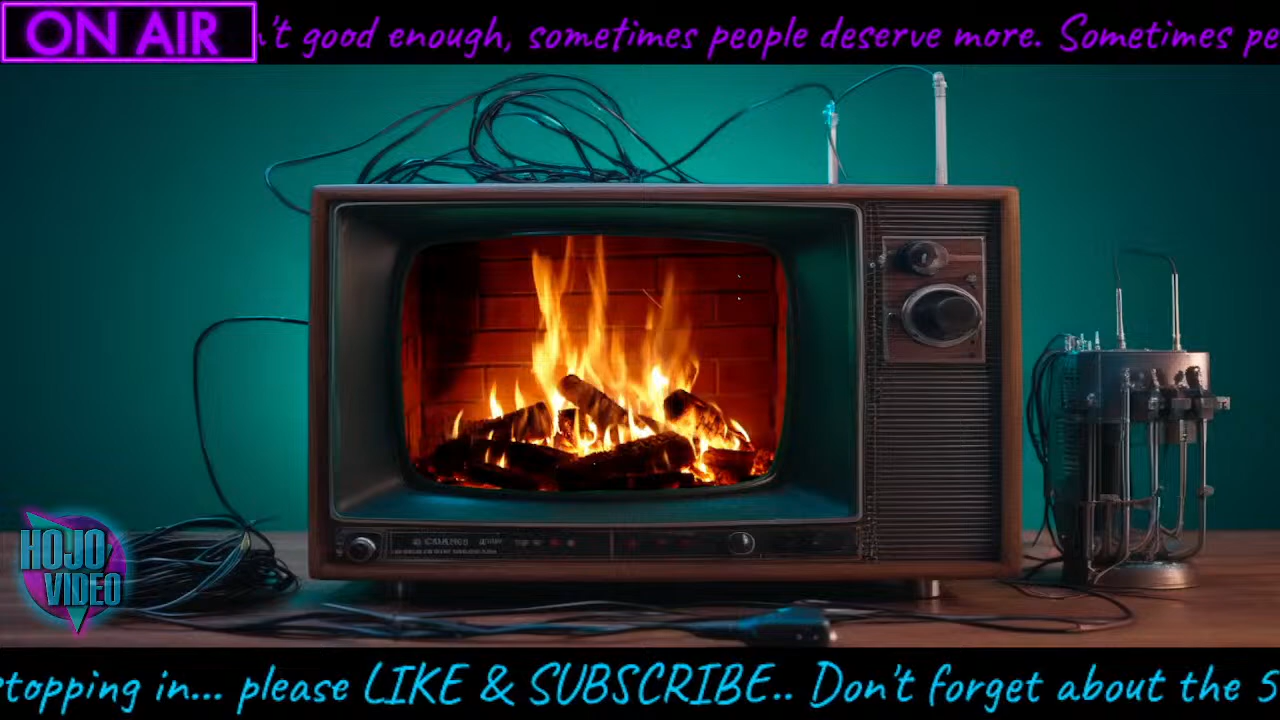 ON AIR
't good enough, sometimes people deserve more. Sometimes pe
HOJO
VIDEO
topping in... please LIKE & SUBSCRIBE.. Don't forget about the S